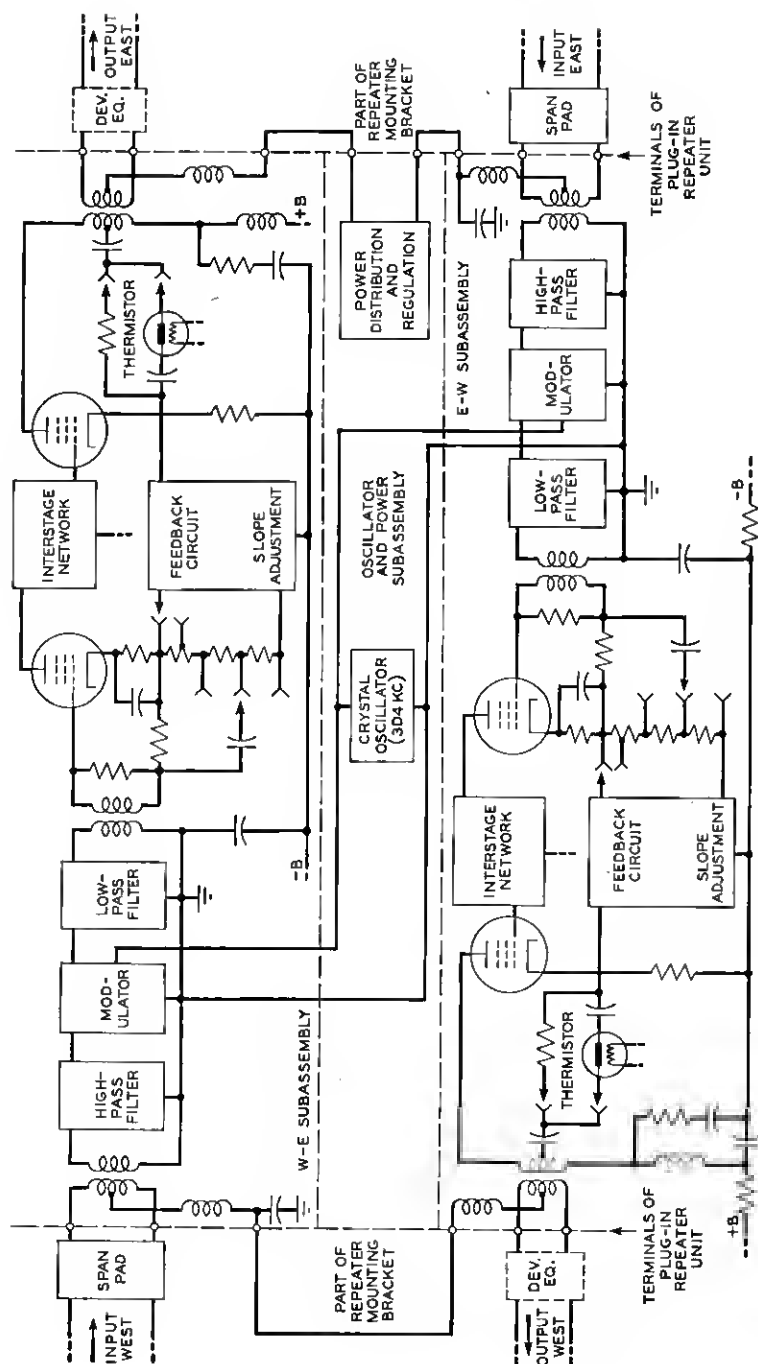 INPUT
WEST
SPAN
PAD
HIGH-
PASS
FILTER
MOD-
ULATOR
LOW-
PASS
FILTER
-B
INTERSTAGE
NETWORK
FEEDBACK
CIRCUIT
SLOPE
ADJUSTMENT
THERMISTOR
+B
DEV.
EQ.
OUTPUT
EAST
W-E SUBASSEMBLY
PART OF
REPEATER
MOUNTING
BRACKET
CRYSTAL
OSCILLATOR
(304 KC)
OSCILLATOR
AND POWER
SUBASSEMBLY
POWER
DISTRIBUTION
AND
REGULATION
PART OF
REPEATER
MOUNTING
BRACKET
E-W SUBASSEMBLY
OUTPUT
WEST
DEV.
EQ.
TERMINALS OF
PLUG-IN
REPEATER
UNIT
+B
THERMISTOR
INTERSTAGE
NETWORK
FEEDBACK
CIRCUIT
SLOPE
ADJUSTMENT
-B
LOW-PASS
FILTER
MOD-
ULATOR
HIGH-
PASS
FILTER
SPAN
PAD
INPUT
EAST
TERMINALS OF
PLUG-IN
REPEATER
UNIT